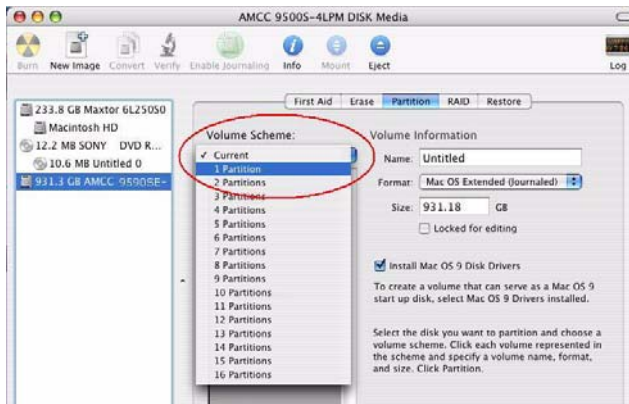 AMCC 9500S-4LPM DISK Media
Burn New Image Convert Verify Enable Journaling Info Mount Eject Log
233.8 GB Maxtor 6L250S0
Macintosh HD
12.2 MB SONY DVD R...
10.6 MB Untitled 0
931.3 GB AMCC 9590SE-
First Aid Erase Partition RAID Restore
Volume Scheme:
✓ Current
1 Partition
2 Partitions
3 Partitions
4 Partitions
5 Partitions
6 Partitions
7 Partitions
8 Partitions
9 Partitions
10 Partitions
11 Partitions
12 Partitions
13 Partitions
14 Partitions
15 Partitions
16 Partitions
Volume Information
Name: Untitled
Format: Mac OS Extended (Journaled)
Size: 931.18 GB
Locked for editing
Install Mac OS 9 Disk Drivers
To create a volume that can serve as a Mac OS 9
start up disk, select Mac OS 9 Drivers installed.
Select the disk you want to partition and choose a
volume scheme. Click each volume represented in
the scheme and specify a volume name, format,
and size. Click Partition.